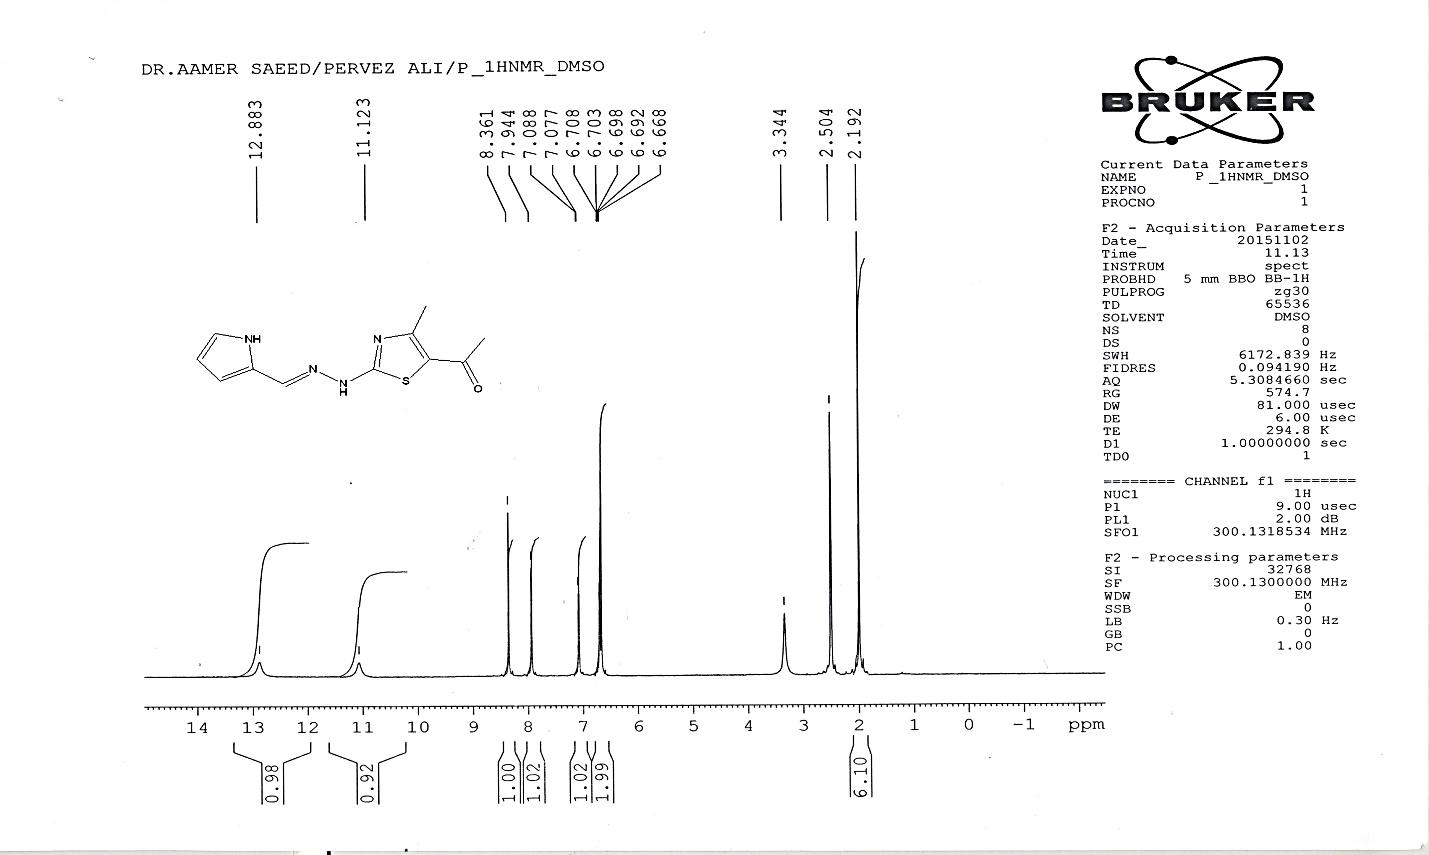 DR.AAMER SAEED/PERVEZ ALI/P_1HNMR_DMSO
BRUKER
12.883
11.123
8.361
7.944
7.088
7.077
6.708
6.703
6.698
6.692
6.668
3.344
2.504
2.192
Current Data Parameters
NAME P_1HNMR_DMSO
EXPNO 1
PROCNO 1
F2 - Acquisition Parameters
Date_ 20151102
Time 11.13
INSTRUM spect
PROBHD 5 mm BBO BB-1H
PULPROG zg30
TD 65536
SOLVENT DMSO
NS 8
DS 0
SWH 6172.839 Hz
FIDRES 0.094190 Hz
AQ 5.3084660 sec
RG 574.7
DW 81.000 usec
DE 6.00 usec
TE 294.8 K
D1 1.00000000 sec
TD0 1
======== CHANNEL f1 ========
NUC1 1H
P1 9.00 usec
PL1 2.00 dB
SFO1 300.1318534 MHz
F2 - Processing parameters
SI 32768
SF 300.1300000 MHz
WDW EM
SSB 0
LB 0.30 Hz
GB 0
PC 1.00
NH
N
N
H
N
S
O
14 13 12 11 10 9 8 7 6 5 4 3 2 1 0 -1 ppm
0.98
0.92
1.00
1.02
1.02
1.99
6.10